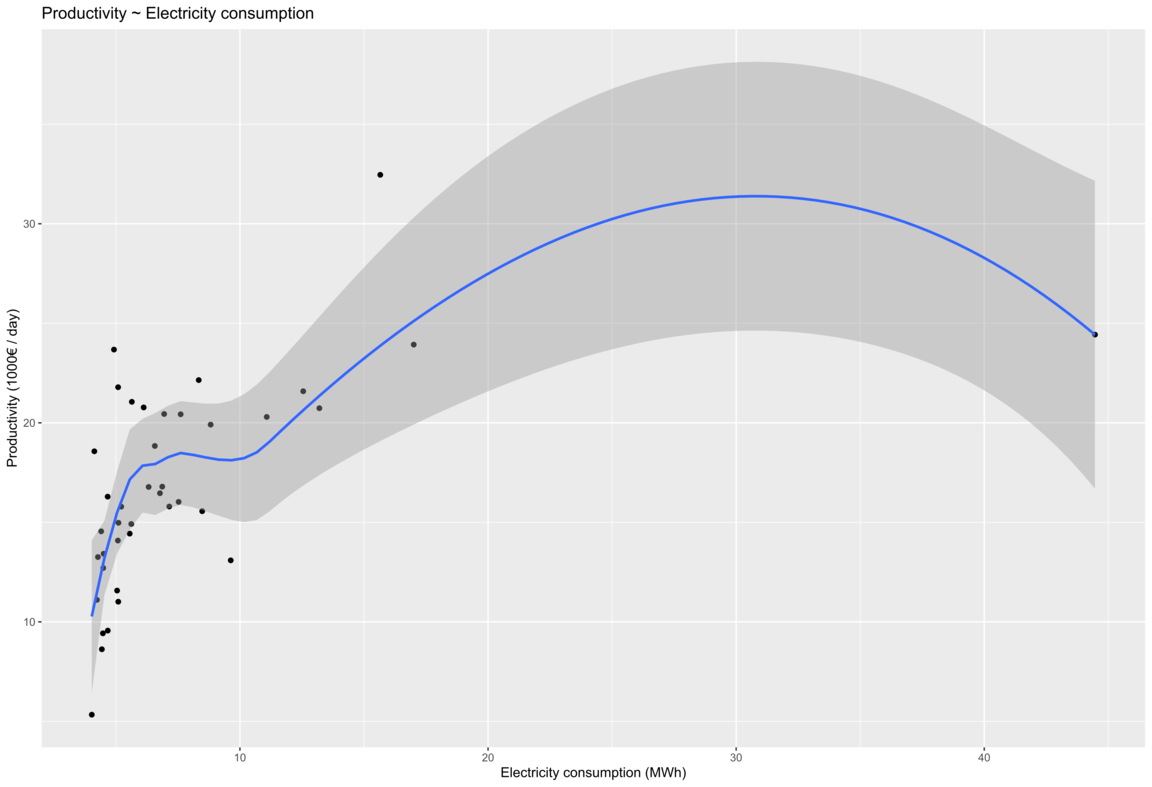 Productivity ~ Electricity consumption
30
20
10
Productivity (1000€ / day)
10 20 30 40
Electricity consumption (MWh)